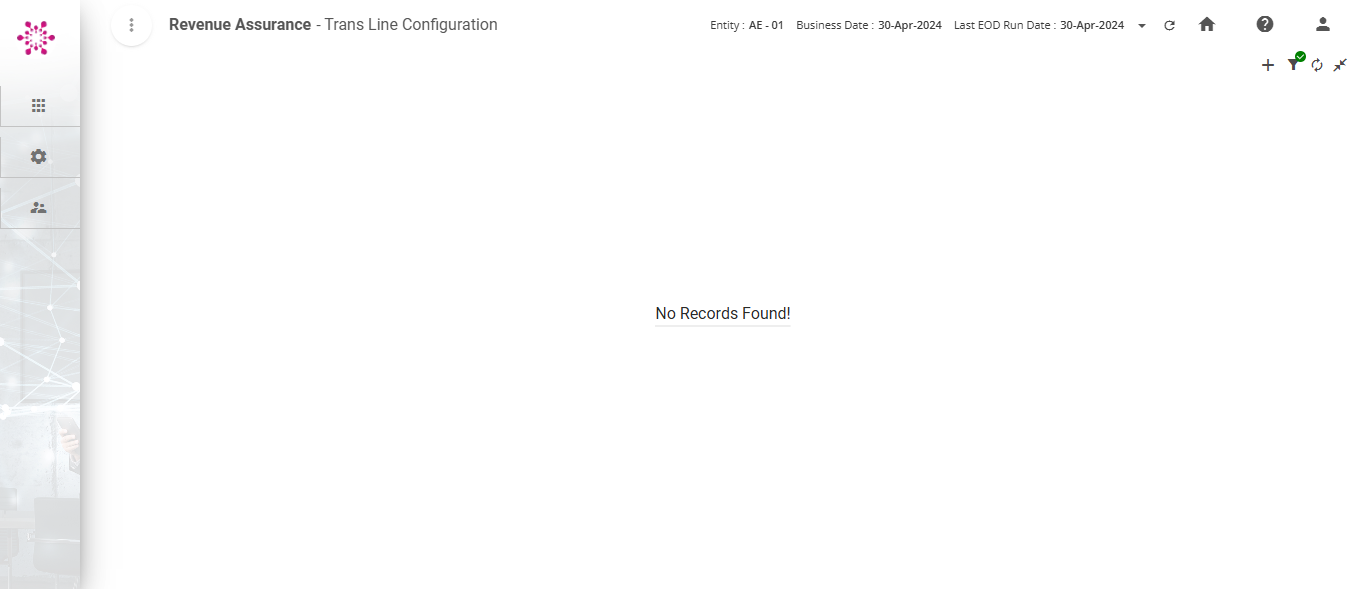 Revenue Assurance - Trans Line Configuration
Entity : AE - 01 Business Date : 30-Apr-2024 Last EOD Run Date : 30-Apr-2024
No Records Found!